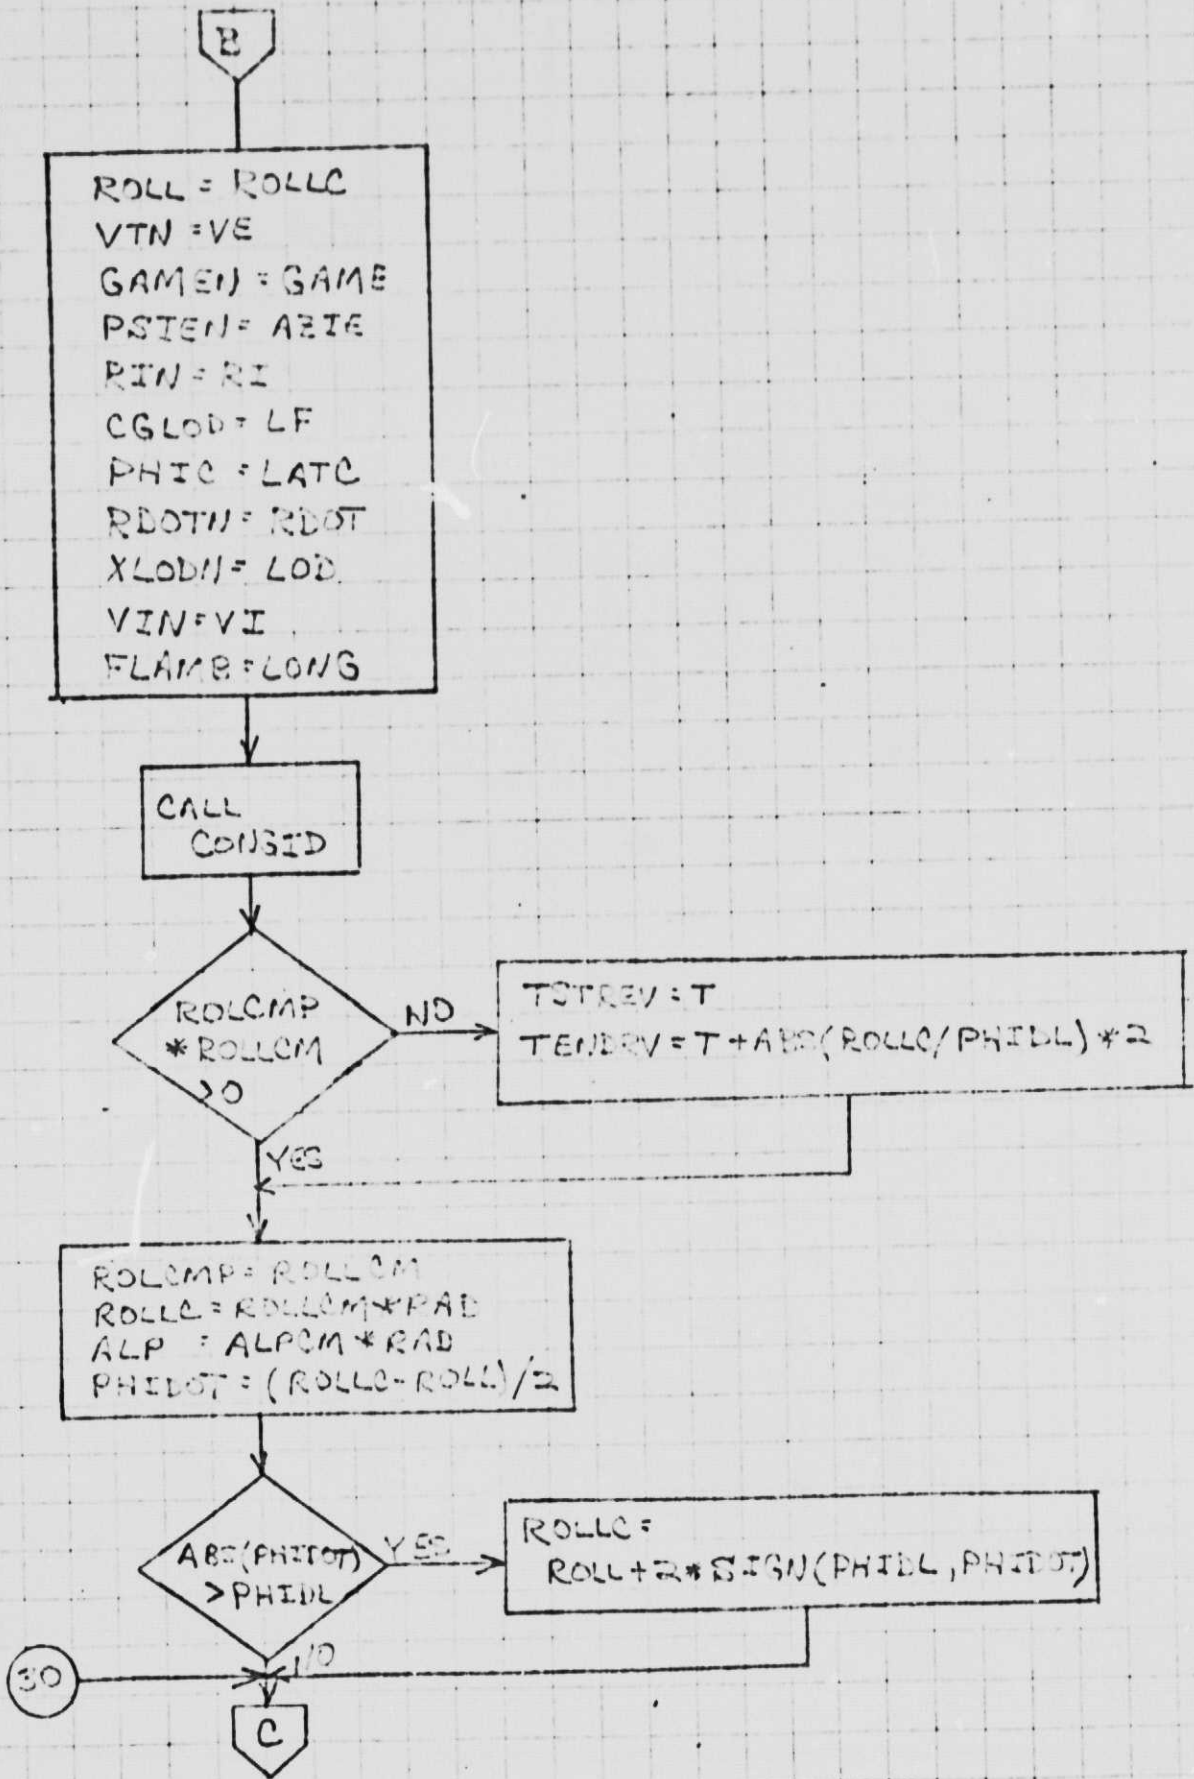 B
ROLL = ROLLC
VTN = VE
GAMEN = GAME
PSIEN = AZIE
RIN = RI
CGLOD = LF
PHIC = LATC
RDOTN = RDOT
XLODN = LOD
VIN = VI
FLAMB = LONG
CALL
CONGID
ROLCMP
* ROLLCM
>0
NO
TSTREV = T
TENDRV = T + ABS(ROLLC/PHIDL) * 2
YES
ROLCMP = ROLLCM
ROLLC = ROLLCM * RAD
ALP = ALPCM * RAD
PHIDOT = (ROLLC - ROLL)/2
ABS(PHIDOT)
> PHIDL
YES
ROLLC =
ROLL + 2 * SIGN(PHIDL, PHIDOT)
NO
30
C